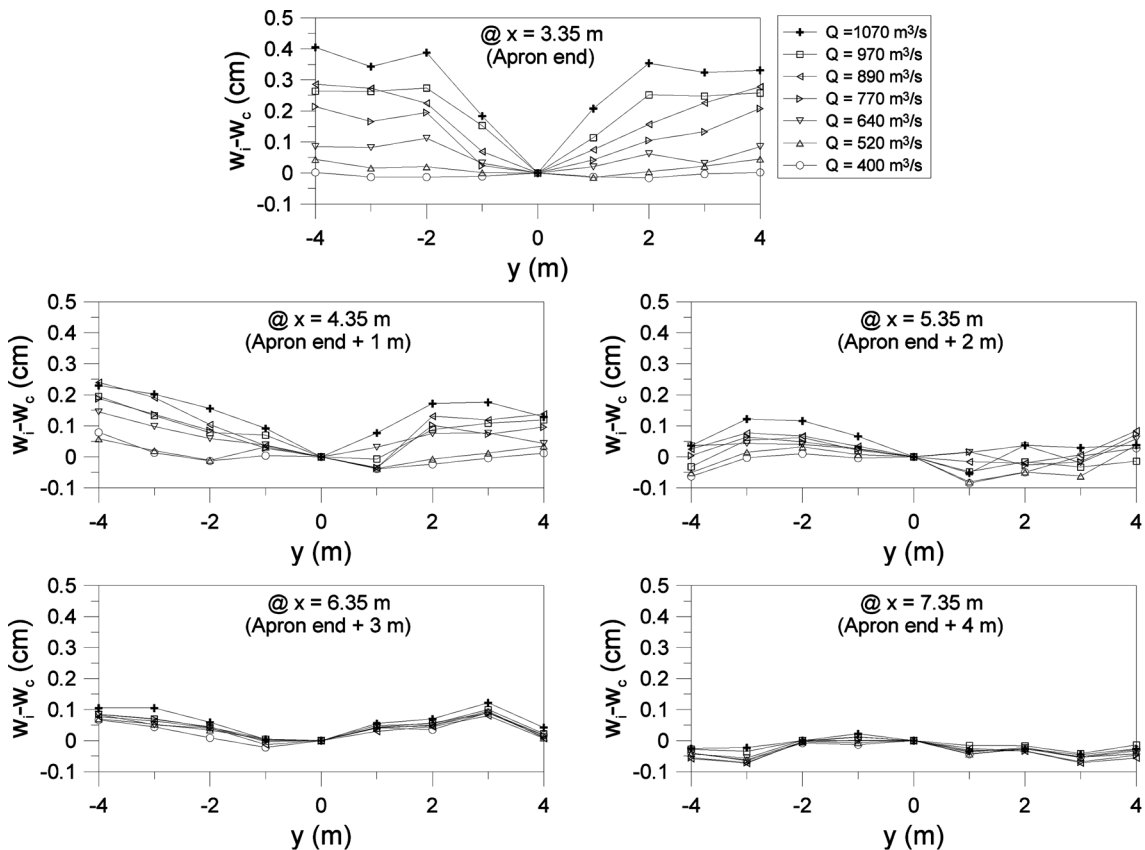 @ x = 3.35 m
(Apron end)
0.5
0.4
0.3
0.2
0.1
0
-0.1
wᵢ-w꜀ (cm)
-4 -2 0 2 4
y (m)
Q =1070 m³/s
Q = 970 m³/s
Q = 890 m³/s
Q = 770 m³/s
Q = 640 m³/s
Q = 520 m³/s
Q = 400 m³/s
@ x = 4.35 m
(Apron end + 1 m)
0.5
0.4
0.3
0.2
0.1
0
-0.1
wᵢ-w꜀ (cm)
-4 -2 0 2 4
y (m)
@ x = 5.35 m
(Apron end + 2 m)
0.5
0.4
0.3
0.2
0.1
0
-0.1
wᵢ-w꜀ (cm)
-4 -2 0 2 4
y (m)
@ x = 6.35 m
(Apron end + 3 m)
0.5
0.4
0.3
0.2
0.1
0
-0.1
wᵢ-w꜀ (cm)
-4 -2 0 2 4
y (m)
@ x = 7.35 m
(Apron end + 4 m)
0.5
0.4
0.3
0.2
0.1
0
-0.1
wᵢ-w꜀ (cm)
-4 -2 0 2 4
y (m)